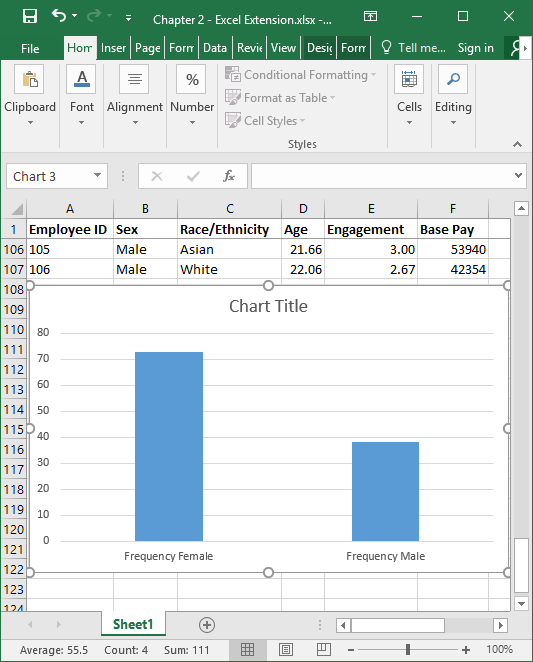 Chapter 2 - Excel Extension.xlsx -...
File Hom Inser Page Form Data Revie View Desig Form Tell me... Sign in
Conditional Formatting
Format as Table
Cell Styles
Clipboard Font Alignment Number Cells Editing
%
Styles
Chart 3 fx
A B C D E F
1 Employee ID Sex Race/Ethnicity Age Engagement Base Pay
106 105 Male Asian 21.66 3.00 53940
107 106 Male White 22.06 2.67 42354
108
109
110
111
112
113
114
115
116
117
118
119
120
121
122
123
124
Chart Title
80
70
60
50
40
30
20
10
0
Frequency Female Frequency Male
Sheet1
Average: 55.5 Count: 4 Sum: 111 100%